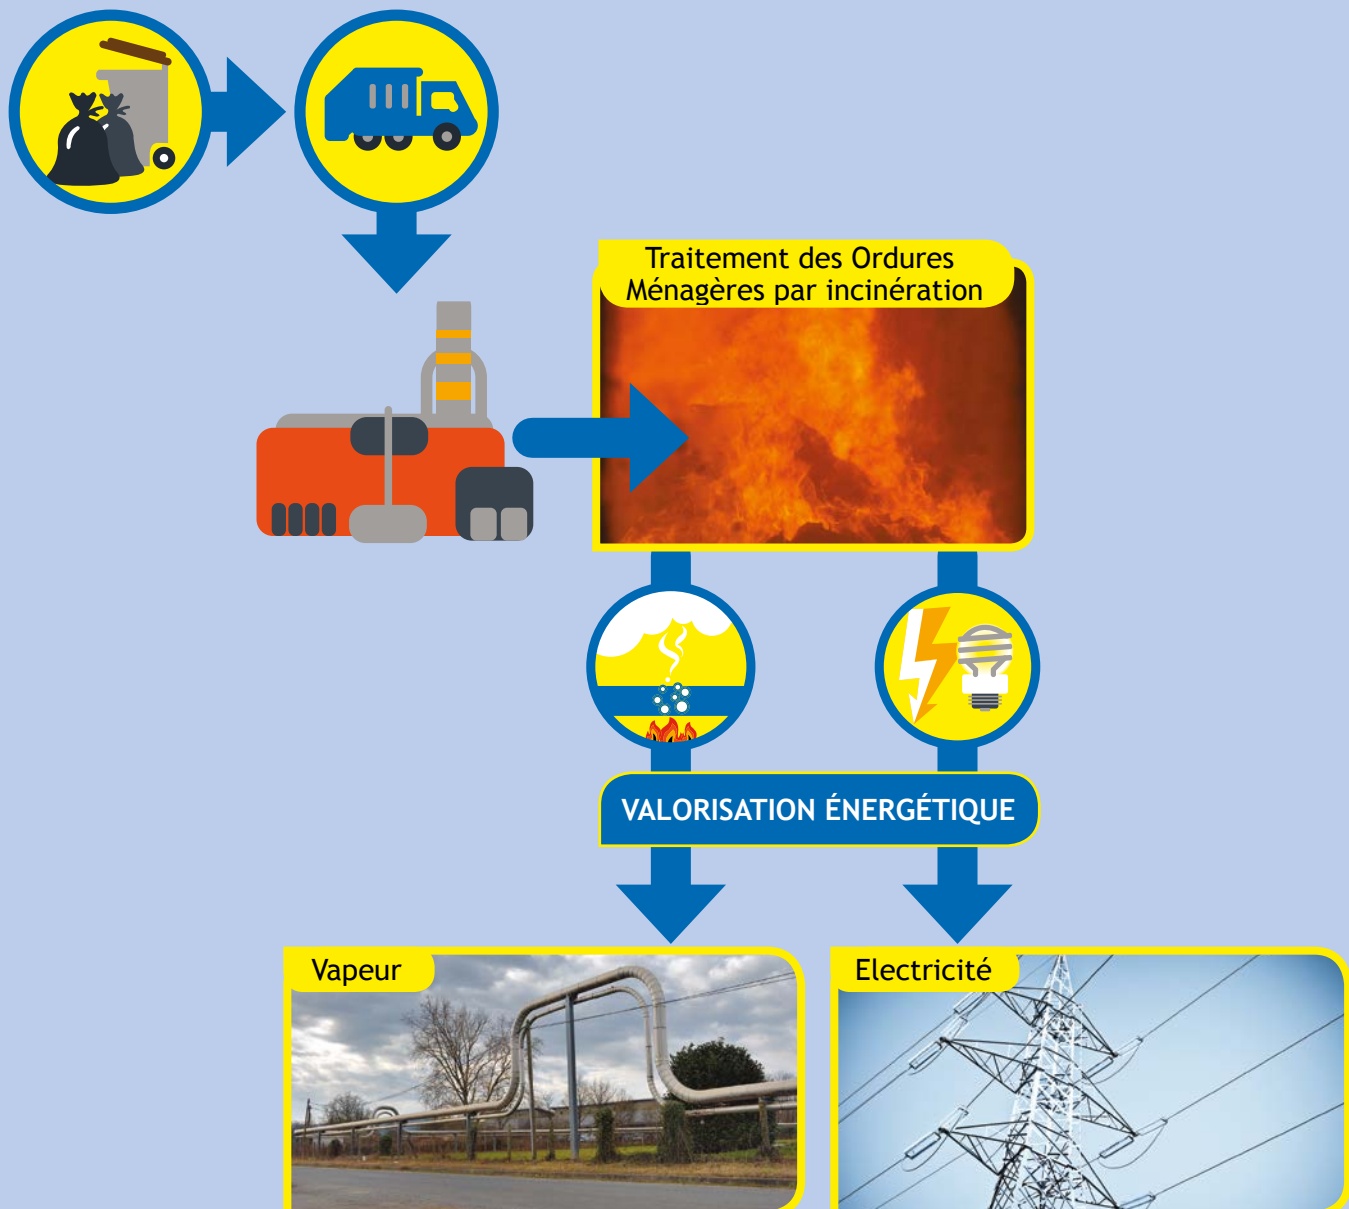 Traitement des Ordures
Ménagères par incinération
VALORISATION ÉNERGÉTIQUE
Vapeur
Electricité